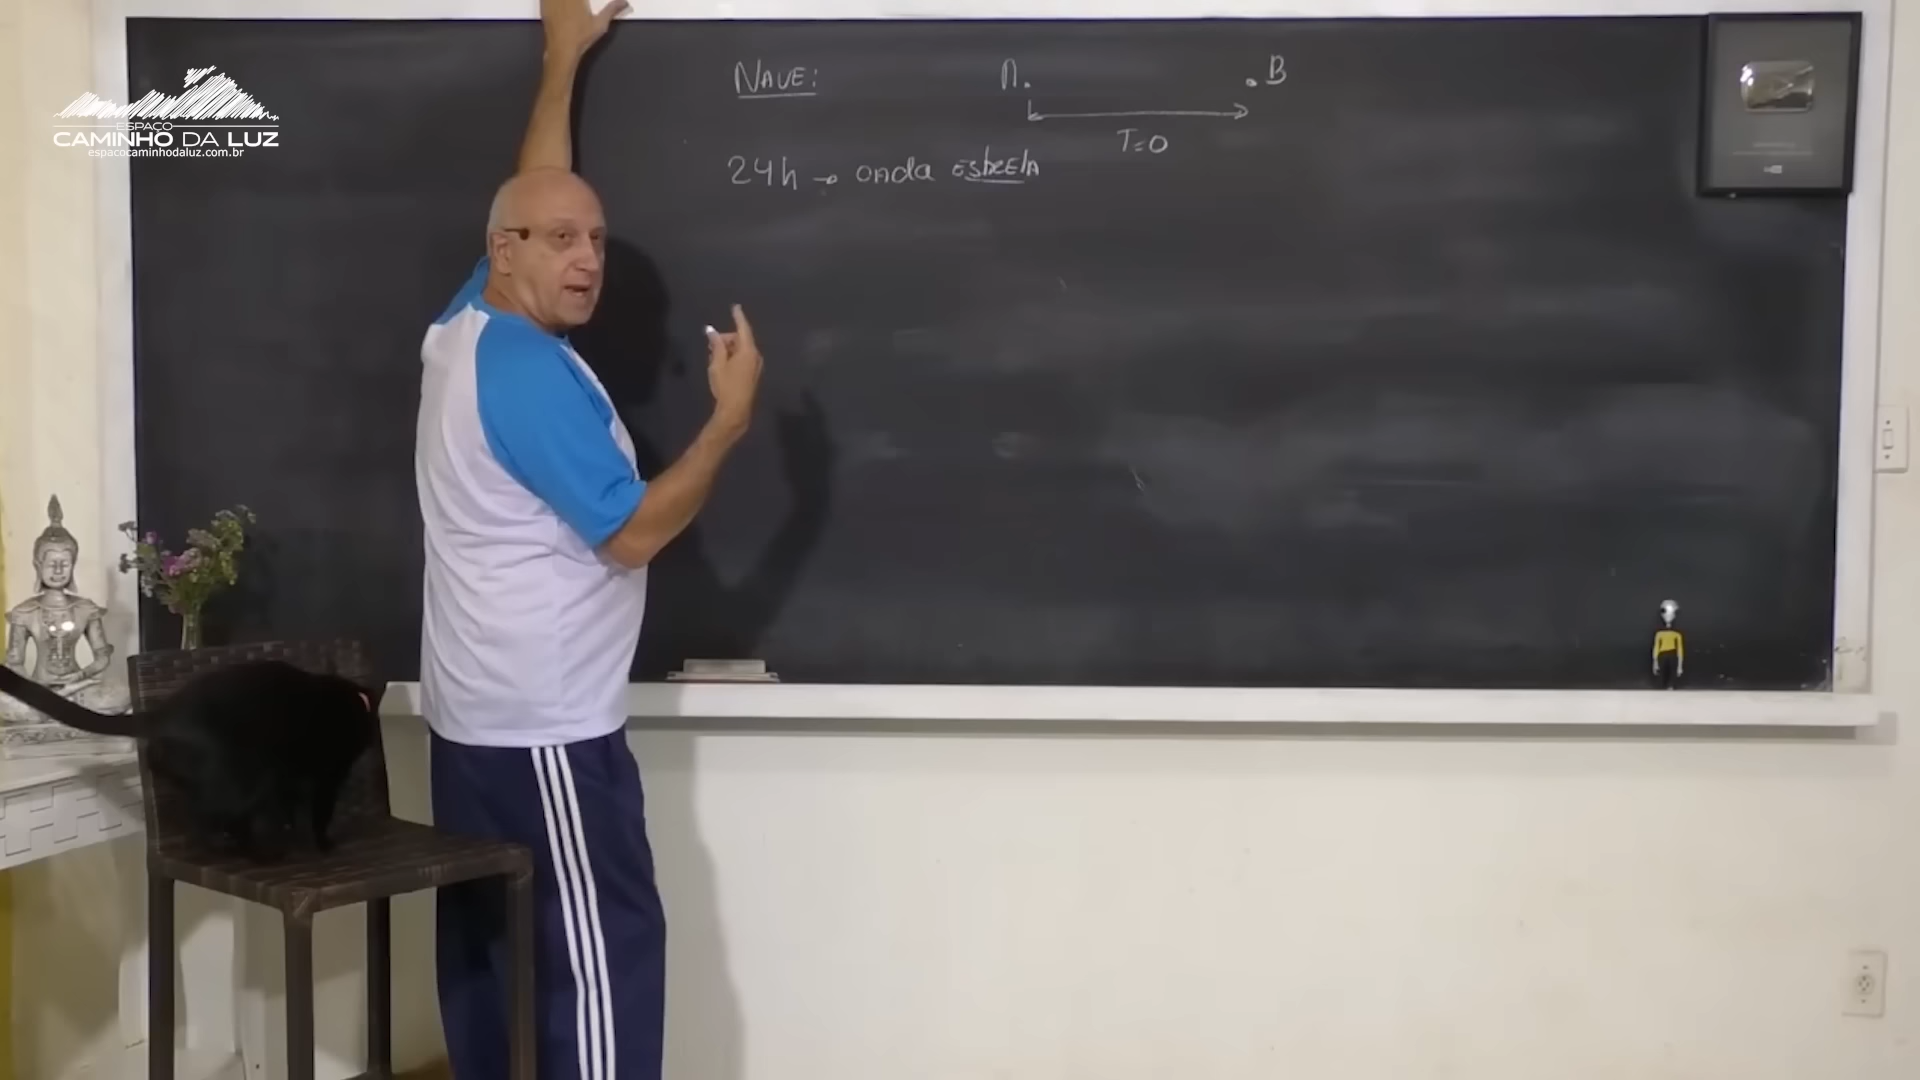 ESPAÇO
CAMINHO DA LUZ
espacocaminhodaluz.com.br
NAVE: A. .B
T=0
24h → onda EstRElA